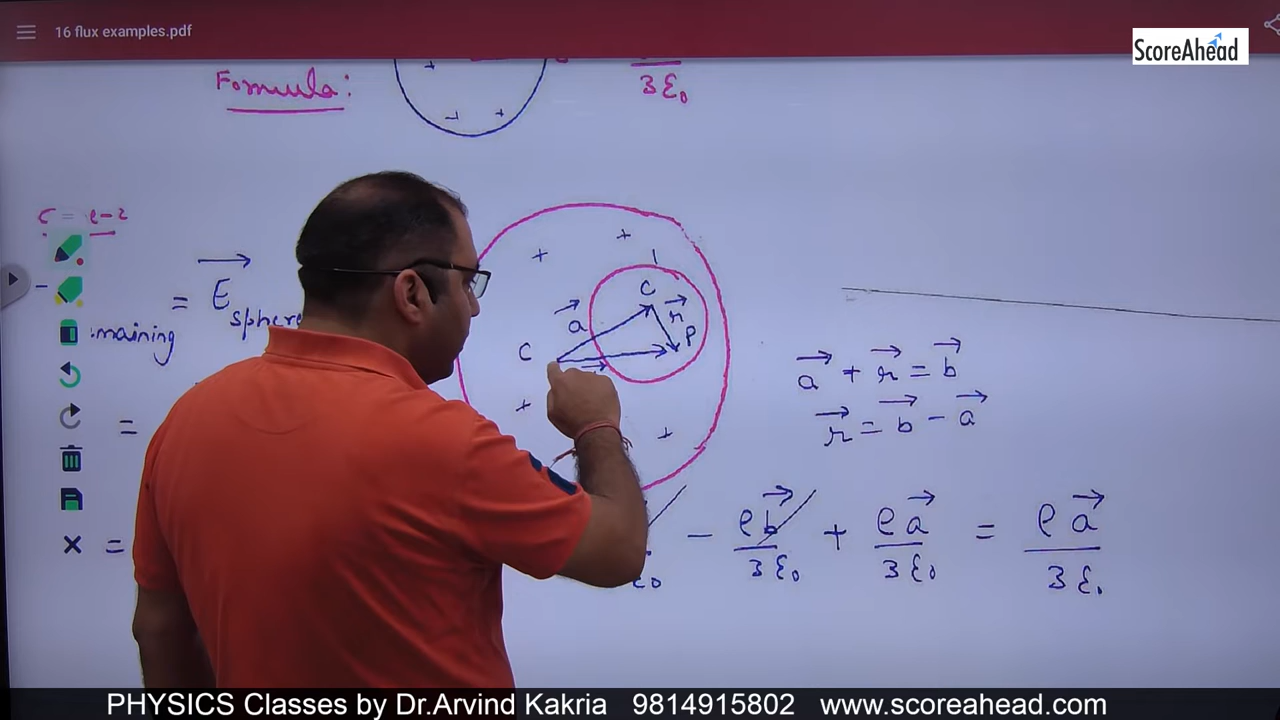 16 flux examples.pdf
ScoreAhead
Formula:
3ε₀
= E⃗ sphere
maining
C
a⃗
C
r⃗
P
a⃗ + r⃗ = b⃗
r⃗ = b⃗ - a⃗
=
× =
ε₀ - ρb⃗/3ε₀ + ρa⃗/3ε₀ = ρa⃗/3ε₀
PHYSICS Classes by Dr.Arvind Kakria 9814915802 www.scoreahead.com